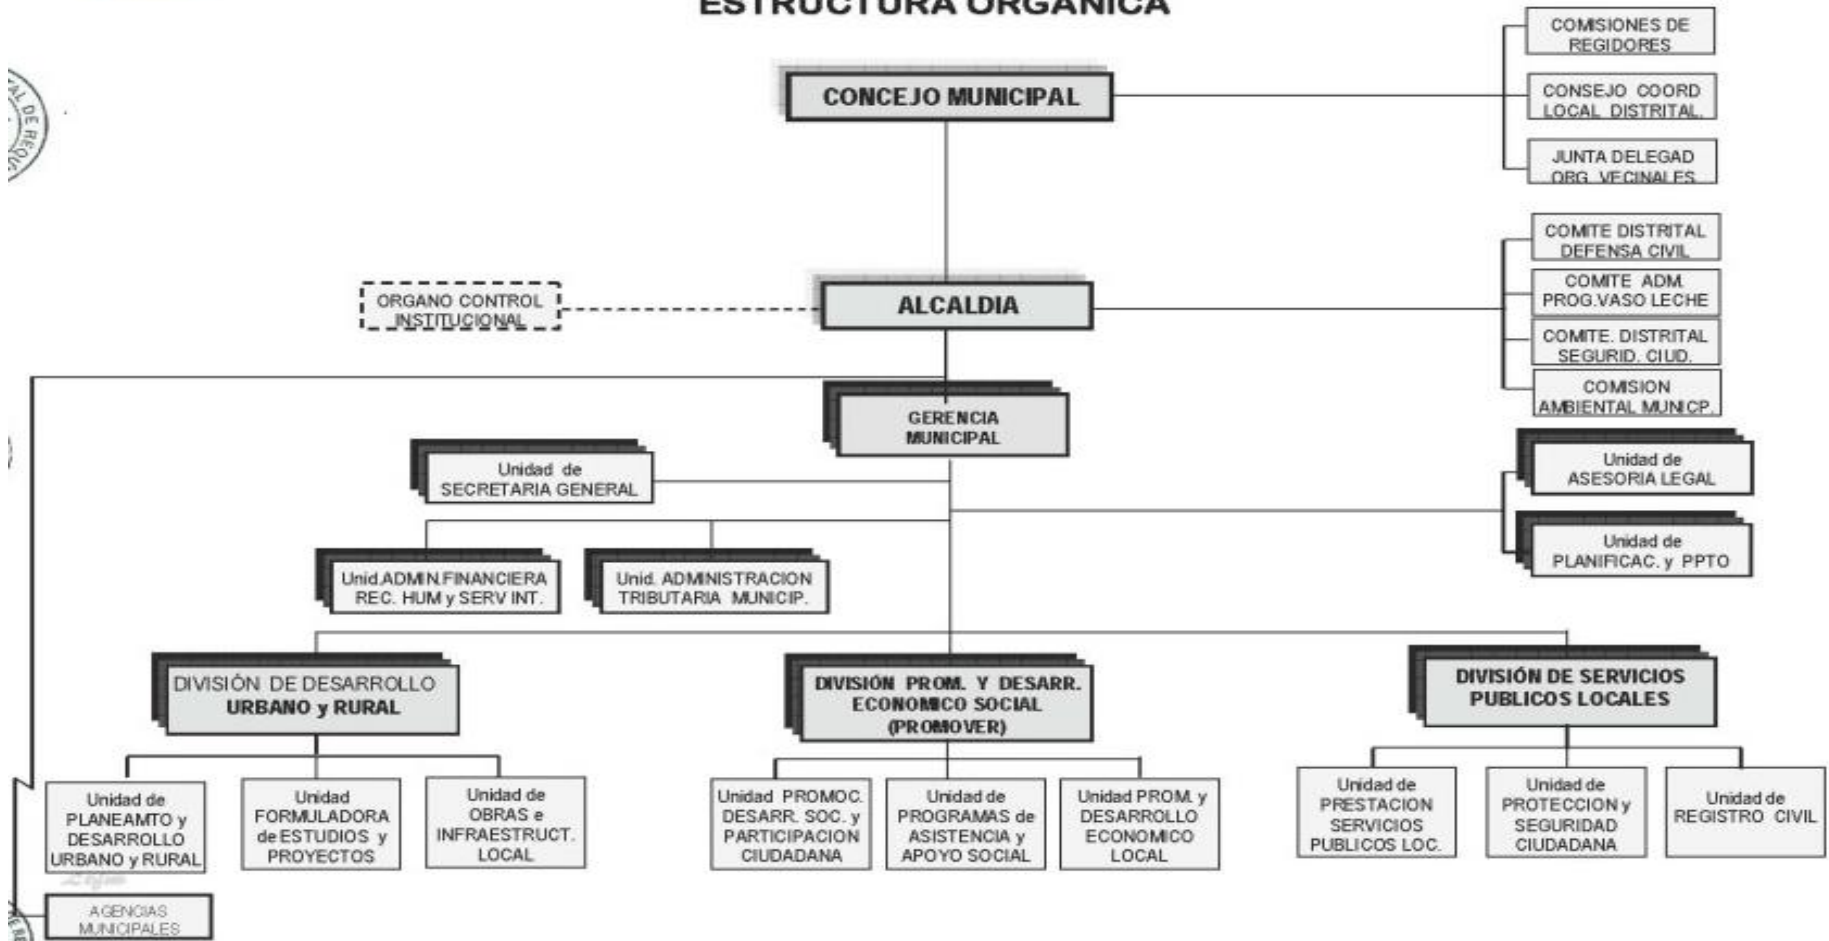 ESTRUCTURA ORGÁNICA
COMISIONES DE
REGIDORES
CONCEJO MUNICIPAL
CONSEJO COORD
LOCAL DISTRITAL.
JUNTA DELEGAD
ORG. VECINALES
COMITE DISTRITAL
DEFENSA CIVIL
ORGANO CONTROL
INSTITUCIONAL
ALCALDIA
COMITE ADM.
PROG.VASO LECHE
COMITE. DISTRITAL
SEGURID. CIUD.
COMISION
AMBIENTAL MUNICP.
GERENCIA
MUNICIPAL
Unidad de
SECRETARIA GENERAL
Unidad de
ASESORIA LEGAL
Unidad de
PLANIFICAC. y PPTO
Unid.ADMIN.FINANCIERA
REC. HUM y SERV INT.
Unid. ADMINISTRACION
TRIBUTARIA MUNICIP.
DIVISIÓN DE DESARROLLO
URBANO y RURAL
DIVISIÓN PROM. Y DESARR.
ECONOMICO SOCIAL
(PROMOVER)
DIVISIÓN DE SERVICIOS
PUBLICOS LOCALES
Unidad de
PLANEAMTO y
DESARROLLO
URBANO y RURAL
Unidad
FORMULADORA
de ESTUDIOS y
PROYECTOS
Unidad de
OBRAS e
INFRAESTRUCT.
LOCAL
Unidad PROMOC.
DESARR. SOC. y
PARTICIPACION
CIUDADANA
Unidad de
PROGRAMAS de
ASISTENCIA y
APOYO SOCIAL
Unidad PROM. y
DESARROLLO
ECONOMICO
LOCAL
Unidad de
PRESTACION
SERVICIOS
PUBLICOS LOC.
Unidad de
PROTECCION y
SEGURIDAD
CIUDADANA
Unidad de
REGISTRO CIVIL
AGENCIAS
MUNICIPALES